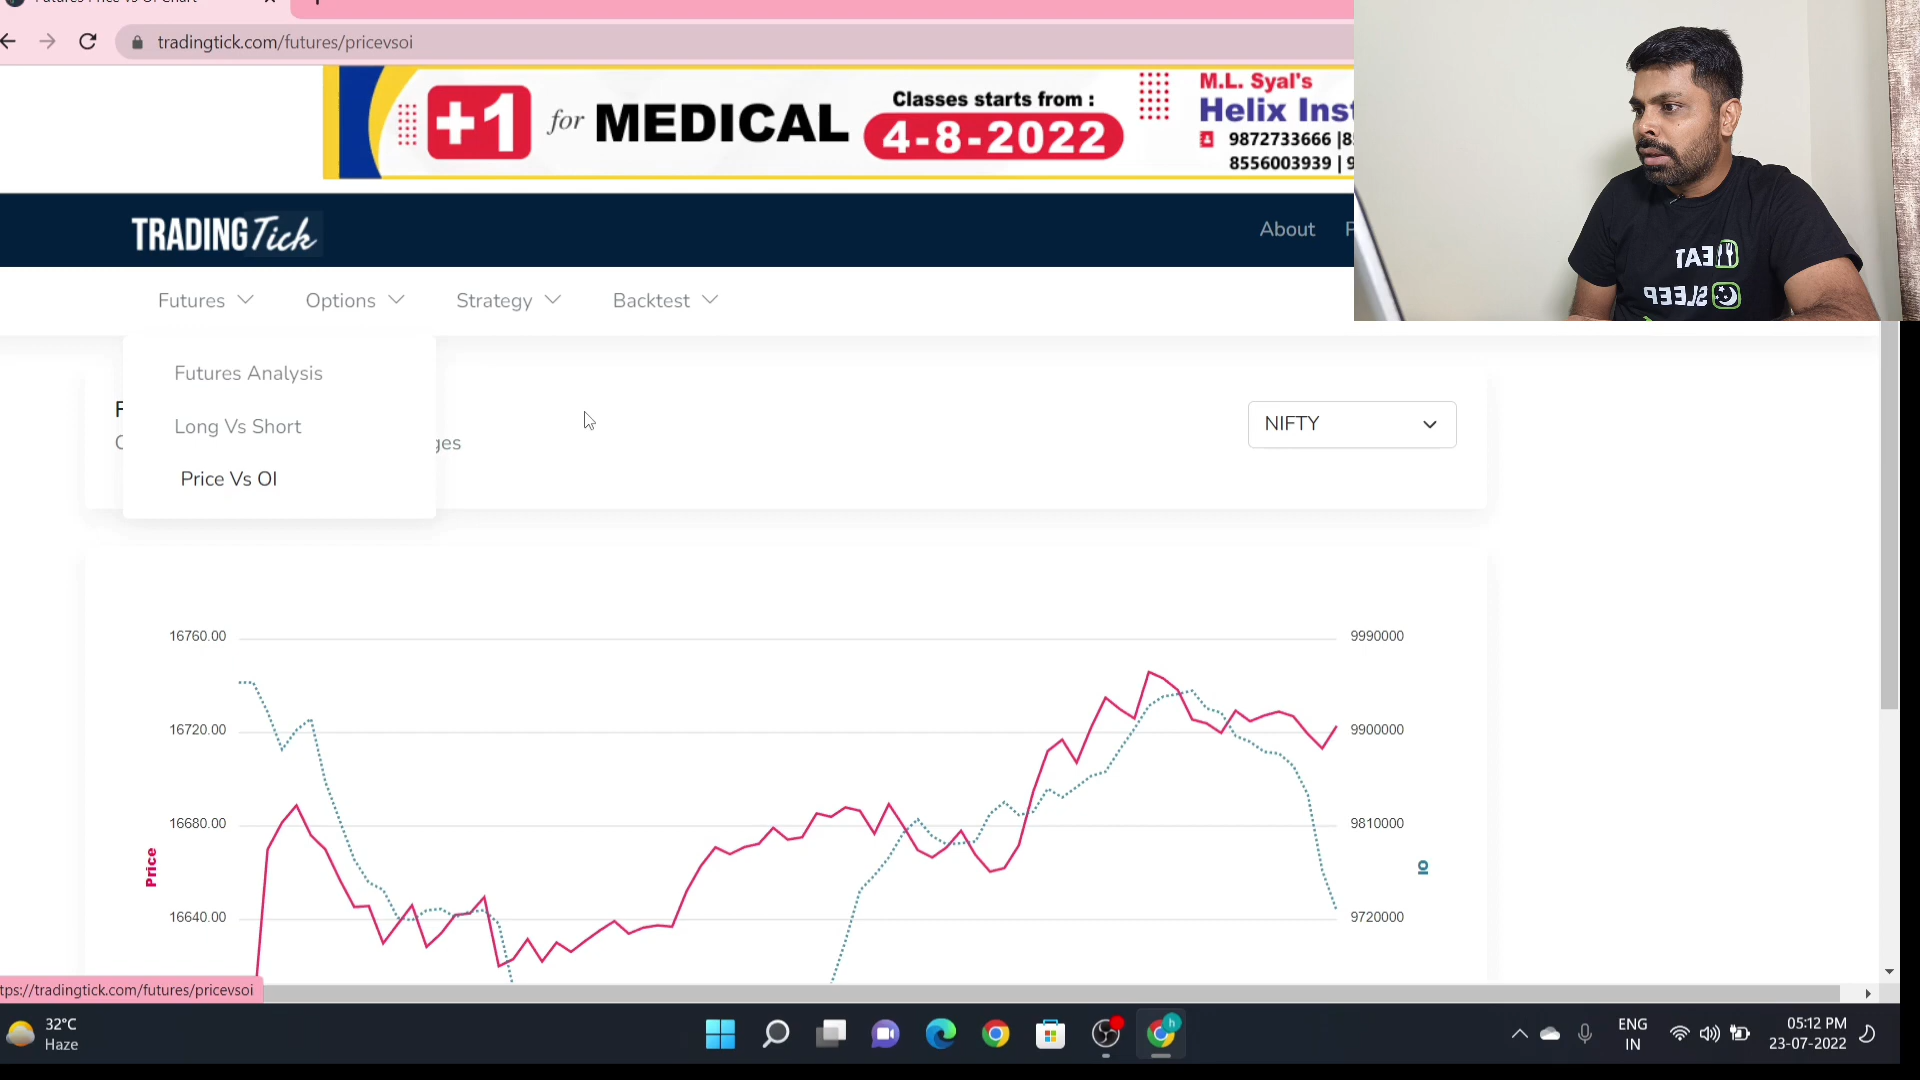 tradingtick.com/futures/pricevsoi
+1 for MEDICAL
Classes starts from :
4-8-2022
M.L. Syal's
Helix
9872733666
8556003939
TRADING Tick
About
Futures
Options
Strategy
Backtest
Futures Analysis
Long Vs Short
Price Vs OI
NIFTY
16760.00
9990000
16720.00
9900000
16680.00
9810000
16640.00
9720000
Price
OI
EAT
SLEEP
tps://tradingtick.com/futures/pricevsoi
32°C
Haze
ENG
IN
05:12 PM
23-07-2022